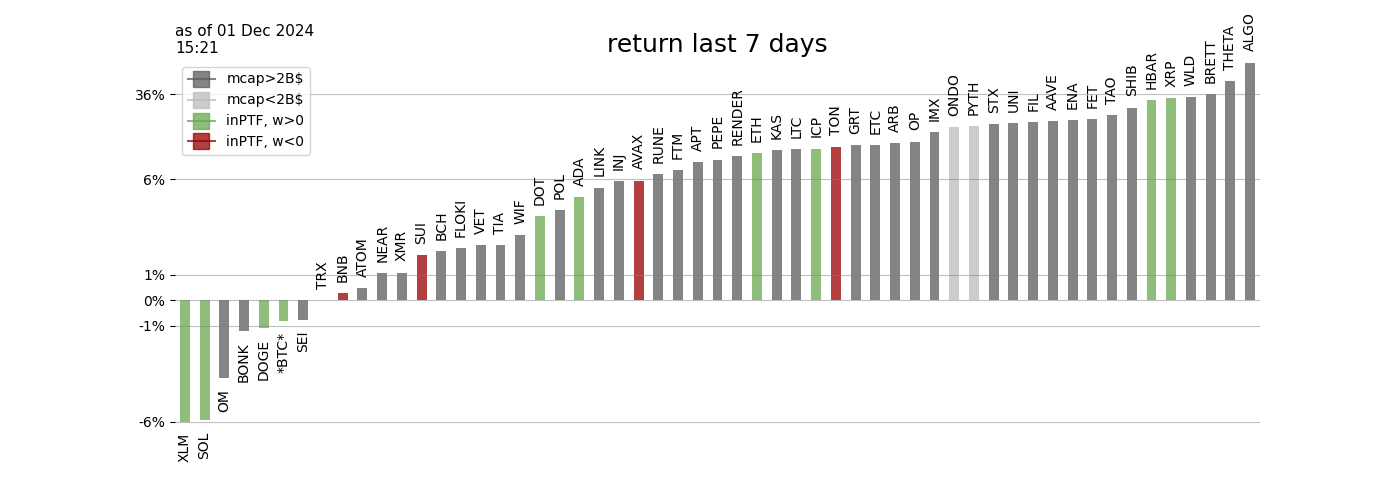 as of 01 Dec 2024
15:21
return last 7 days
mcap>2B$
mcap<2B$
inPTF, w>0
inPTF, w<0
36%
6%
1%
0%
-1%
-6%
XLM
SOL
OM
BONK
DOGE
*BTC*
SEI
TRX
BNB
ATOM
NEAR
XMR
SUI
BCH
FLOKI
VET
TIA
WIF
DOT
POL
ADA
LINK
INJ
AVAX
RUNE
FTM
APT
PEPE
RENDER
ETH
KAS
LTC
ICP
TON
GRT
ETC
ARB
OP
IMX
ONDO
PYTH
STX
UNI
FIL
AAVE
ENA
FET
TAO
SHIB
HBAR
XRP
WLD
BRETT
THETA
ALGO